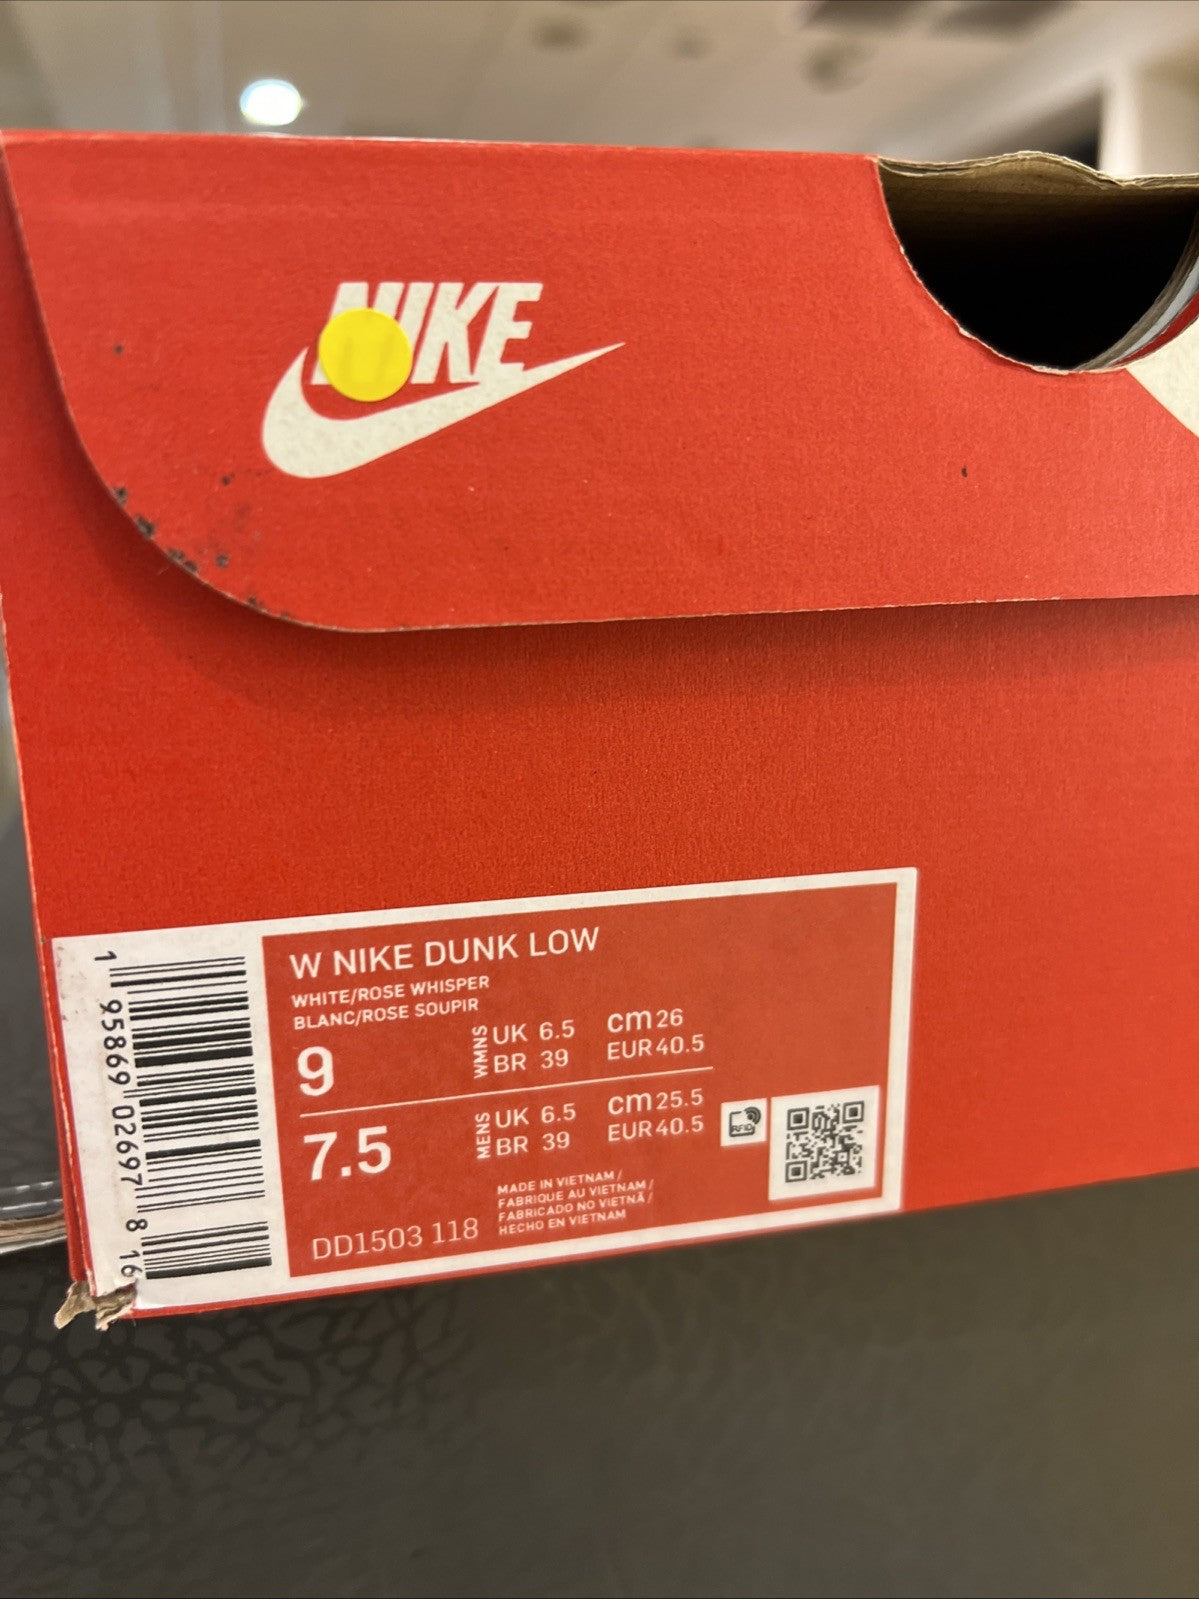 NIKE
W NIKE DUNK LOW
WHITE/ROSE WHISPER
BLANC/ROSE SOUPIR
9
WMNS
UK 6.5 cm 26
BR 39 EUR 40.5
7.5
MENS
UK 6.5 cm 25.5
BR 39 EUR 40.5
RFID
MADE IN VIETNAM /
FABRIQUE AU VIETNAM /
FABRICADO NO VIETNÃ /
HECHO EN VIETNAM
DD1503 118
1 95869 02697 8 16